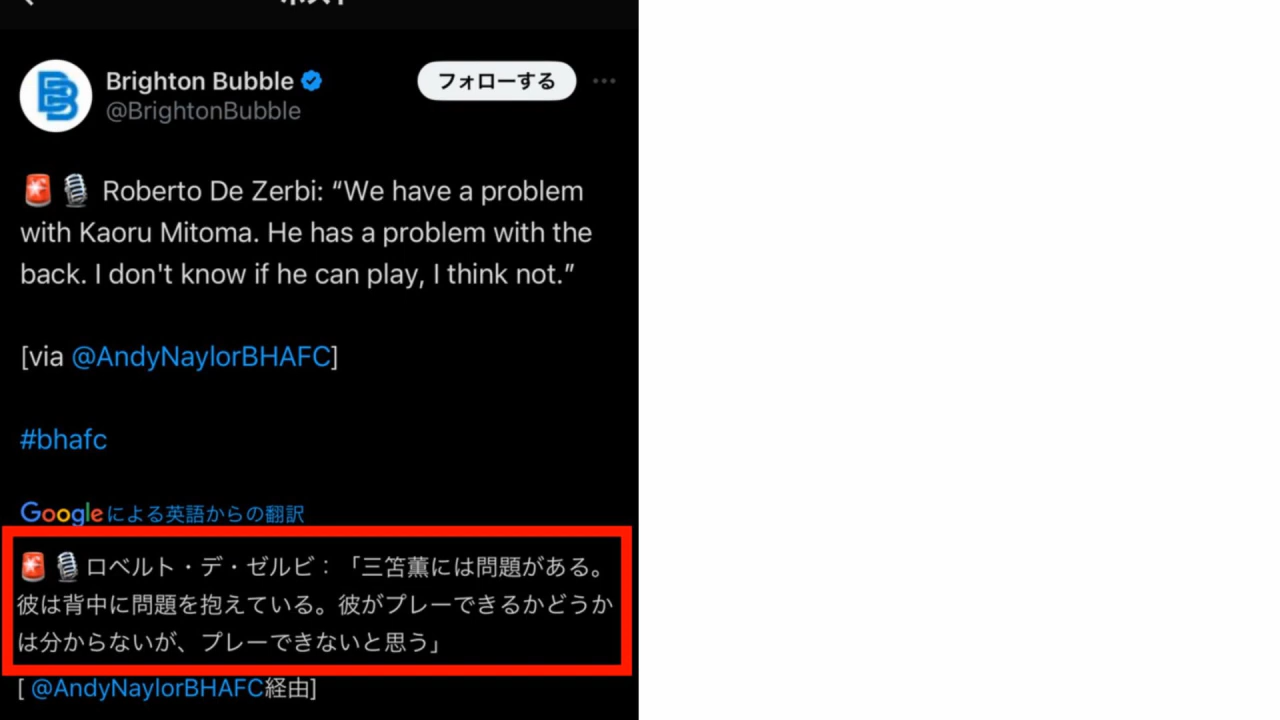 Brighton Bubble
フォローする
@BrightonBubble
Roberto De Zerbi: “We have a problem
with Kaoru Mitoma. He has a problem with the
back. I don't know if he can play, I think not.”
[via @AndyNaylorBHAFC]
#bhafc
Googleによる英語からの翻訳
ロベルト・デ・ゼルビ：「三笘薫には問題がある。
彼は背中に問題を抱えている。彼がプレーできるかどうか
は分からないが、プレーできないと思う」
[ @AndyNaylorBHAFC経由]